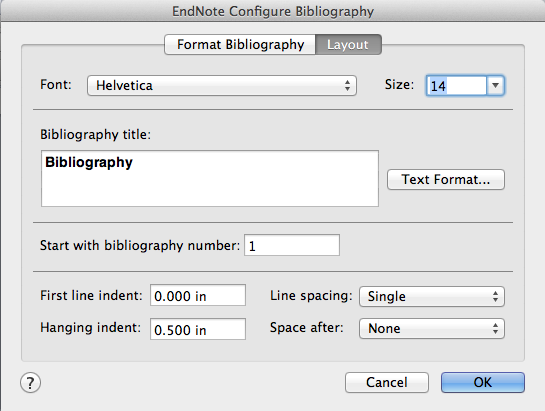 EndNote Configure Bibliography
Format Bibliography Layout
Font: Helvetica Size: 14
Bibliography title:
Bibliography
Text Format...
Start with bibliography number: 1
First line indent: 0.000 in Line spacing: Single
Hanging indent: 0.500 in Space after: None
? Cancel OK